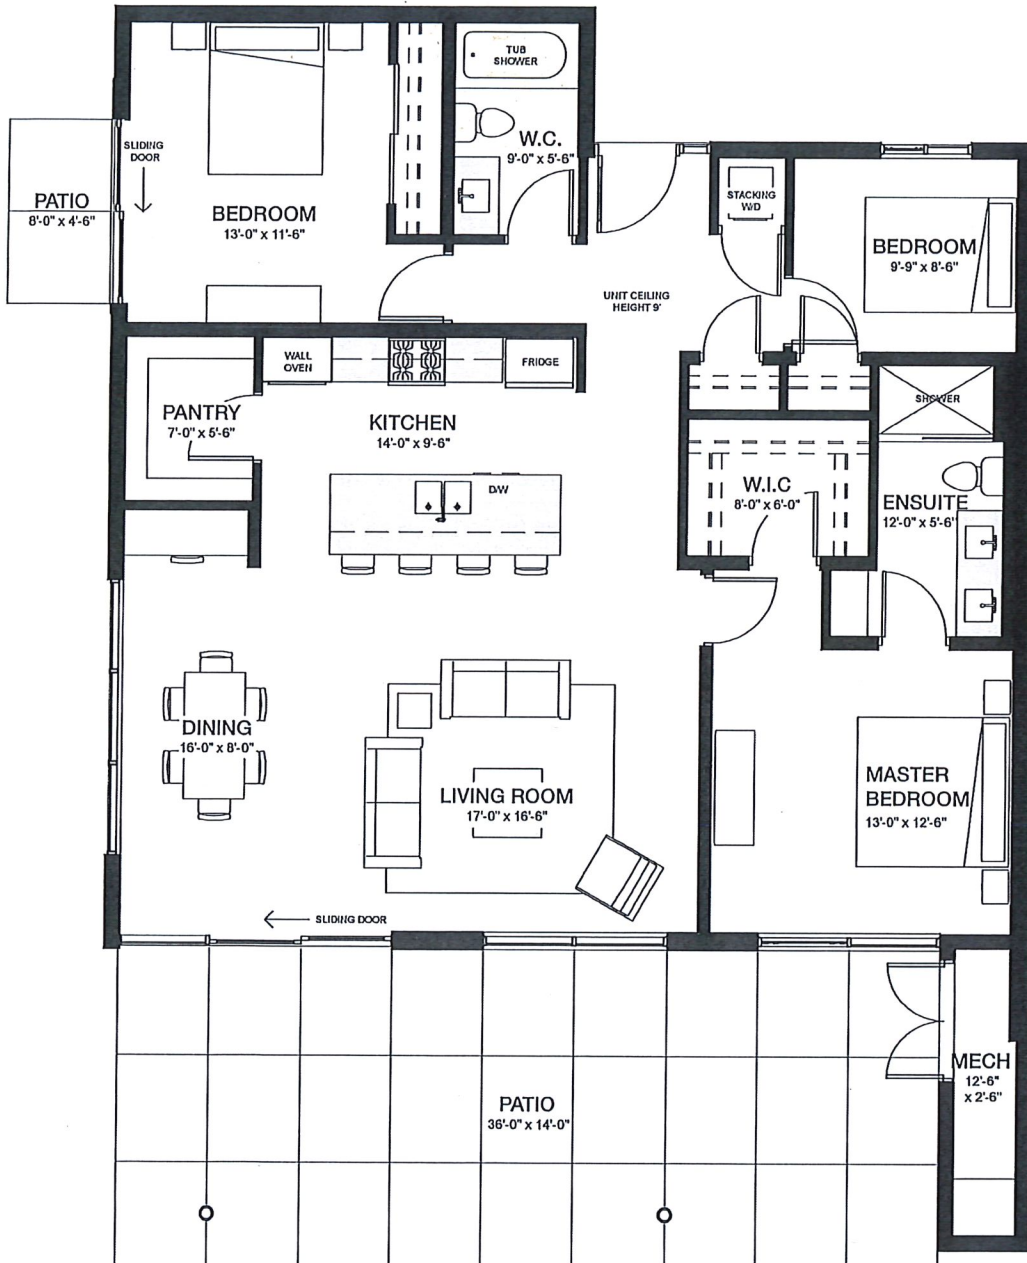 TUB
SHOWER
W.C.
9'-0" x 5'-6"
SLIDING
DOOR
PATIO
8'-0" x 4'-6"
BEDROOM
13'-0" x 11'-6"
STACKING
W/D
BEDROOM
9'-9" x 8'-6"
UNIT CEILING
HEIGHT 9'
WALL
OVEN
FRIDGE
PANTRY
7'-0" x 5'-6"
KITCHEN
14'-0" x 9'-6"
SHOWER
D/W
W.I.C
8'-0" x 6'-0"
ENSUITE
12'-0" x 5'-6"
DINING
16'-0" x 8'-0"
LIVING ROOM
17'-0" x 16'-6"
MASTER
BEDROOM
13'-0" x 12'-6"
SLIDING DOOR
PATIO
36'-0" x 14'-0"
MECH
12'-6"
x 2'-6"